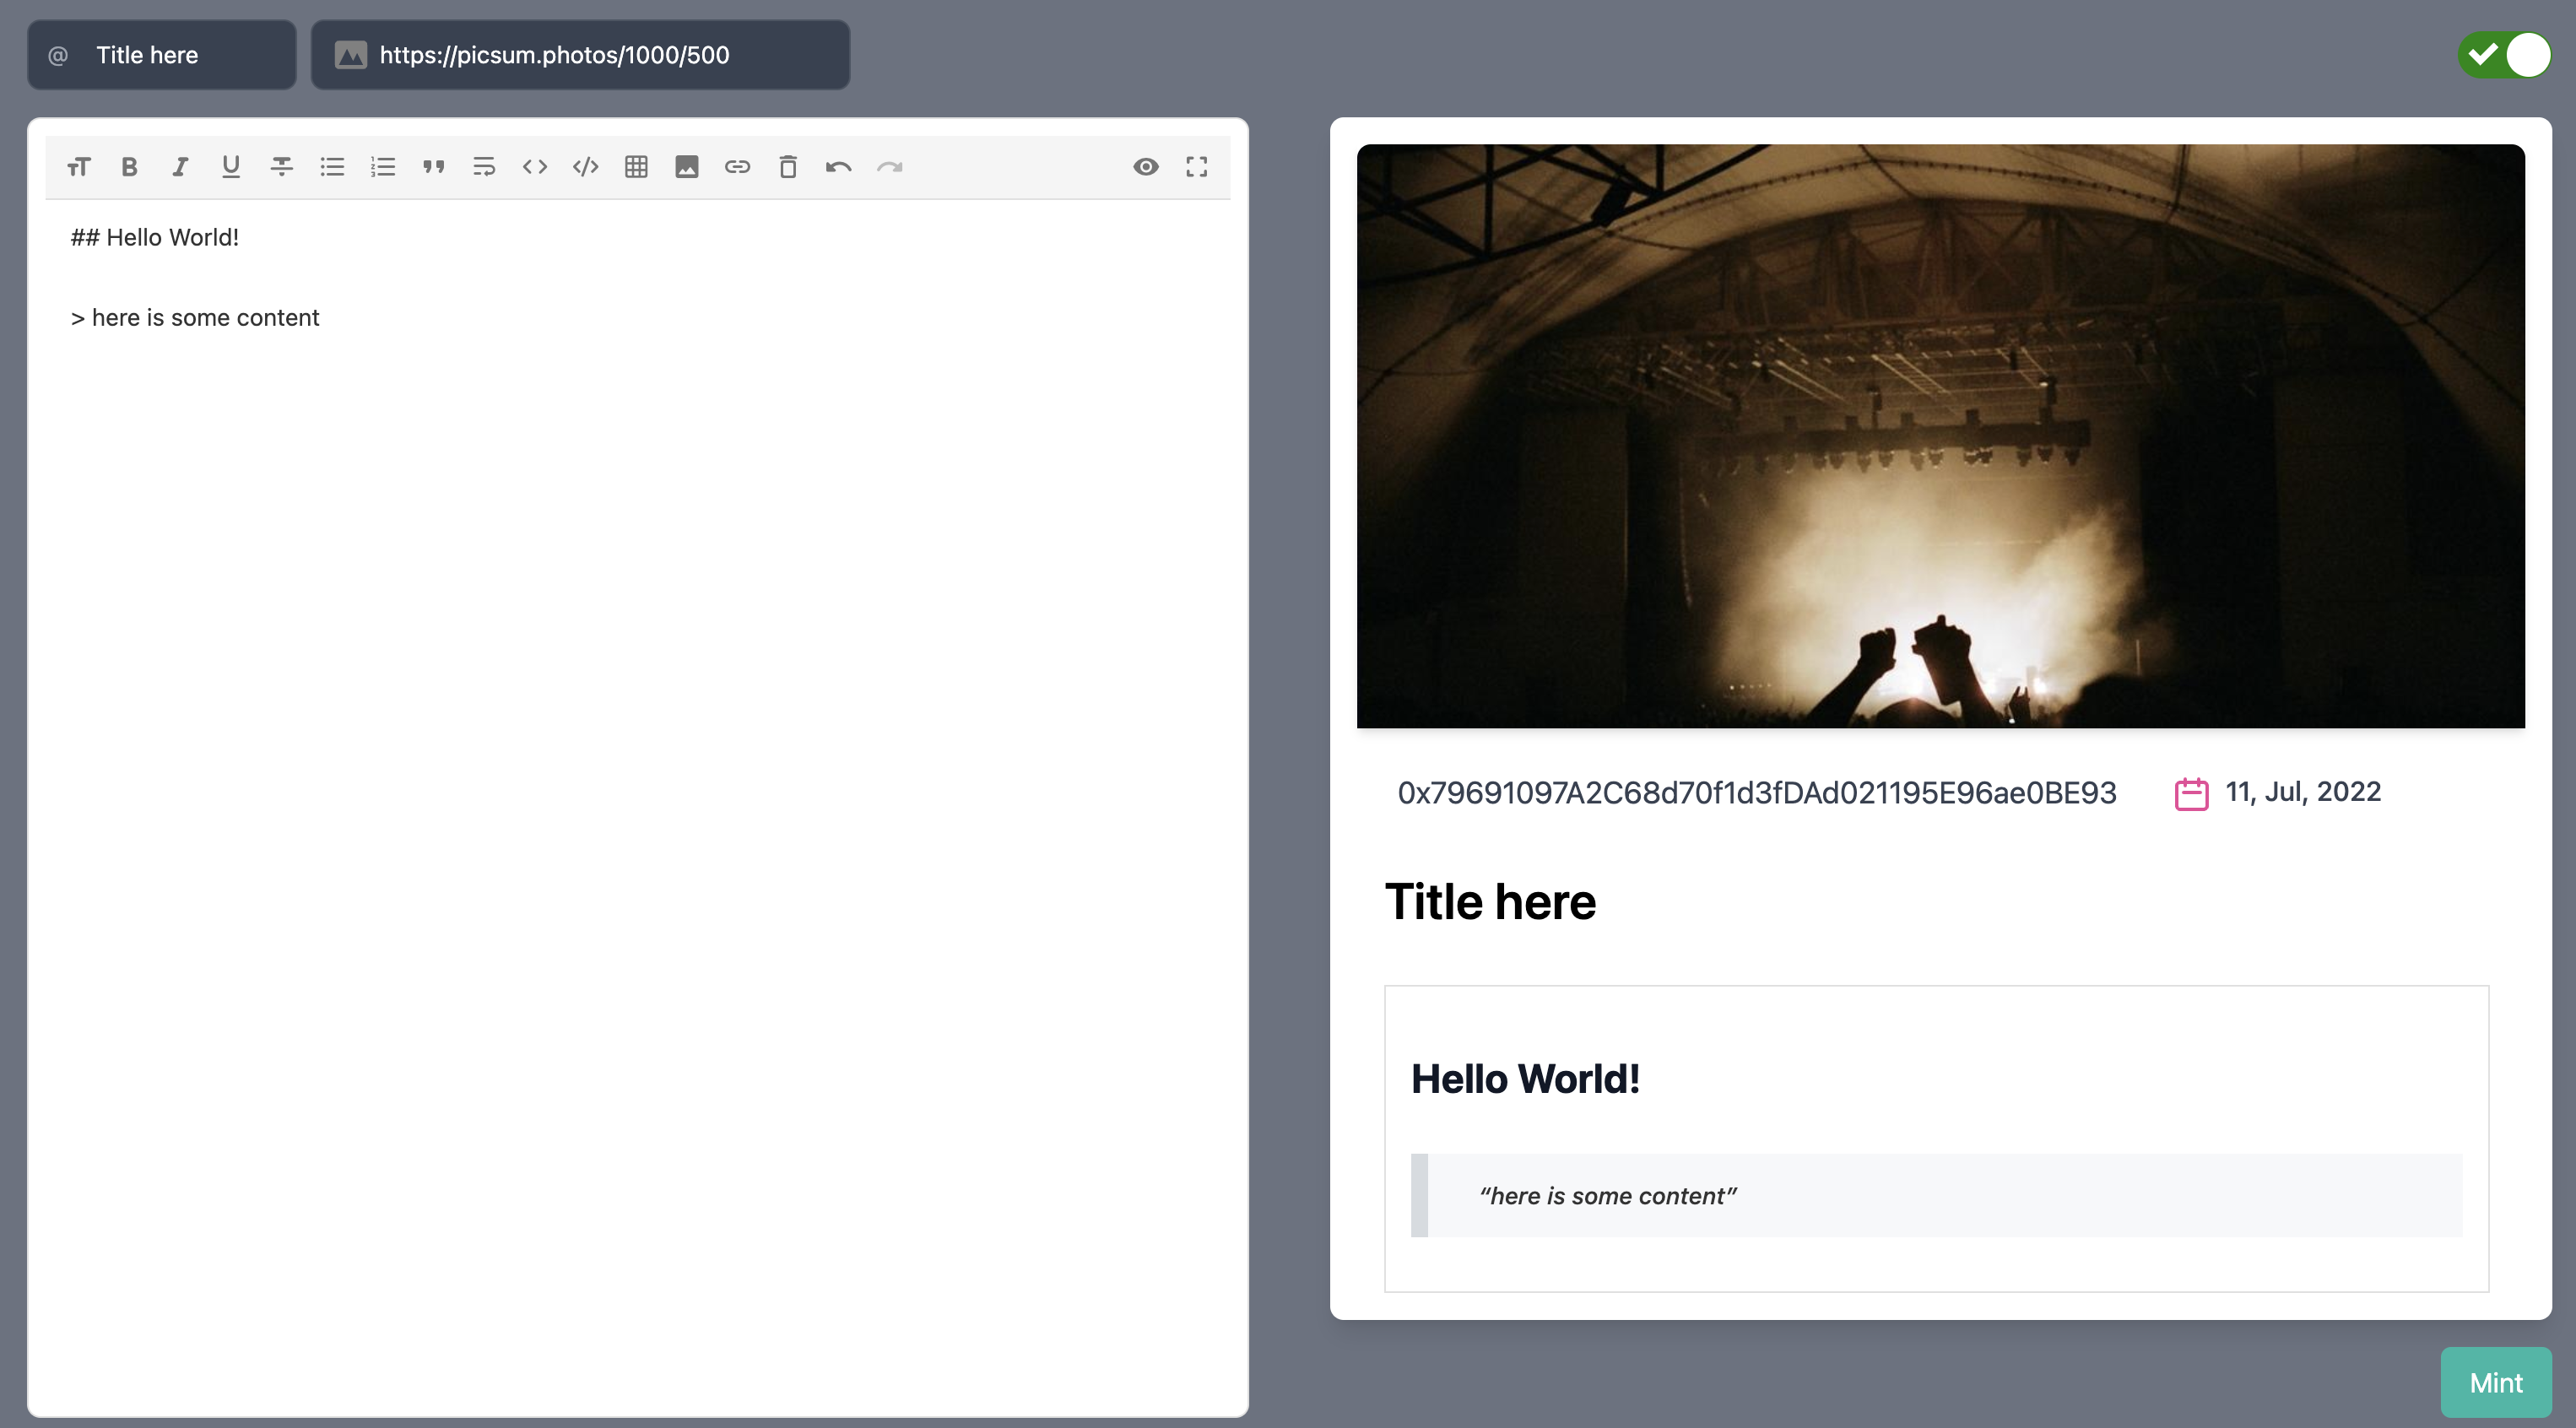 @ Title here
https://picsum.photos/1000/500
## Hello World!
> here is some content
0x79691097A2C68d70f1d3fDAd021195E96ae0BE93
11, Jul, 2022
Title here
Hello World!
“here is some content”
Mint